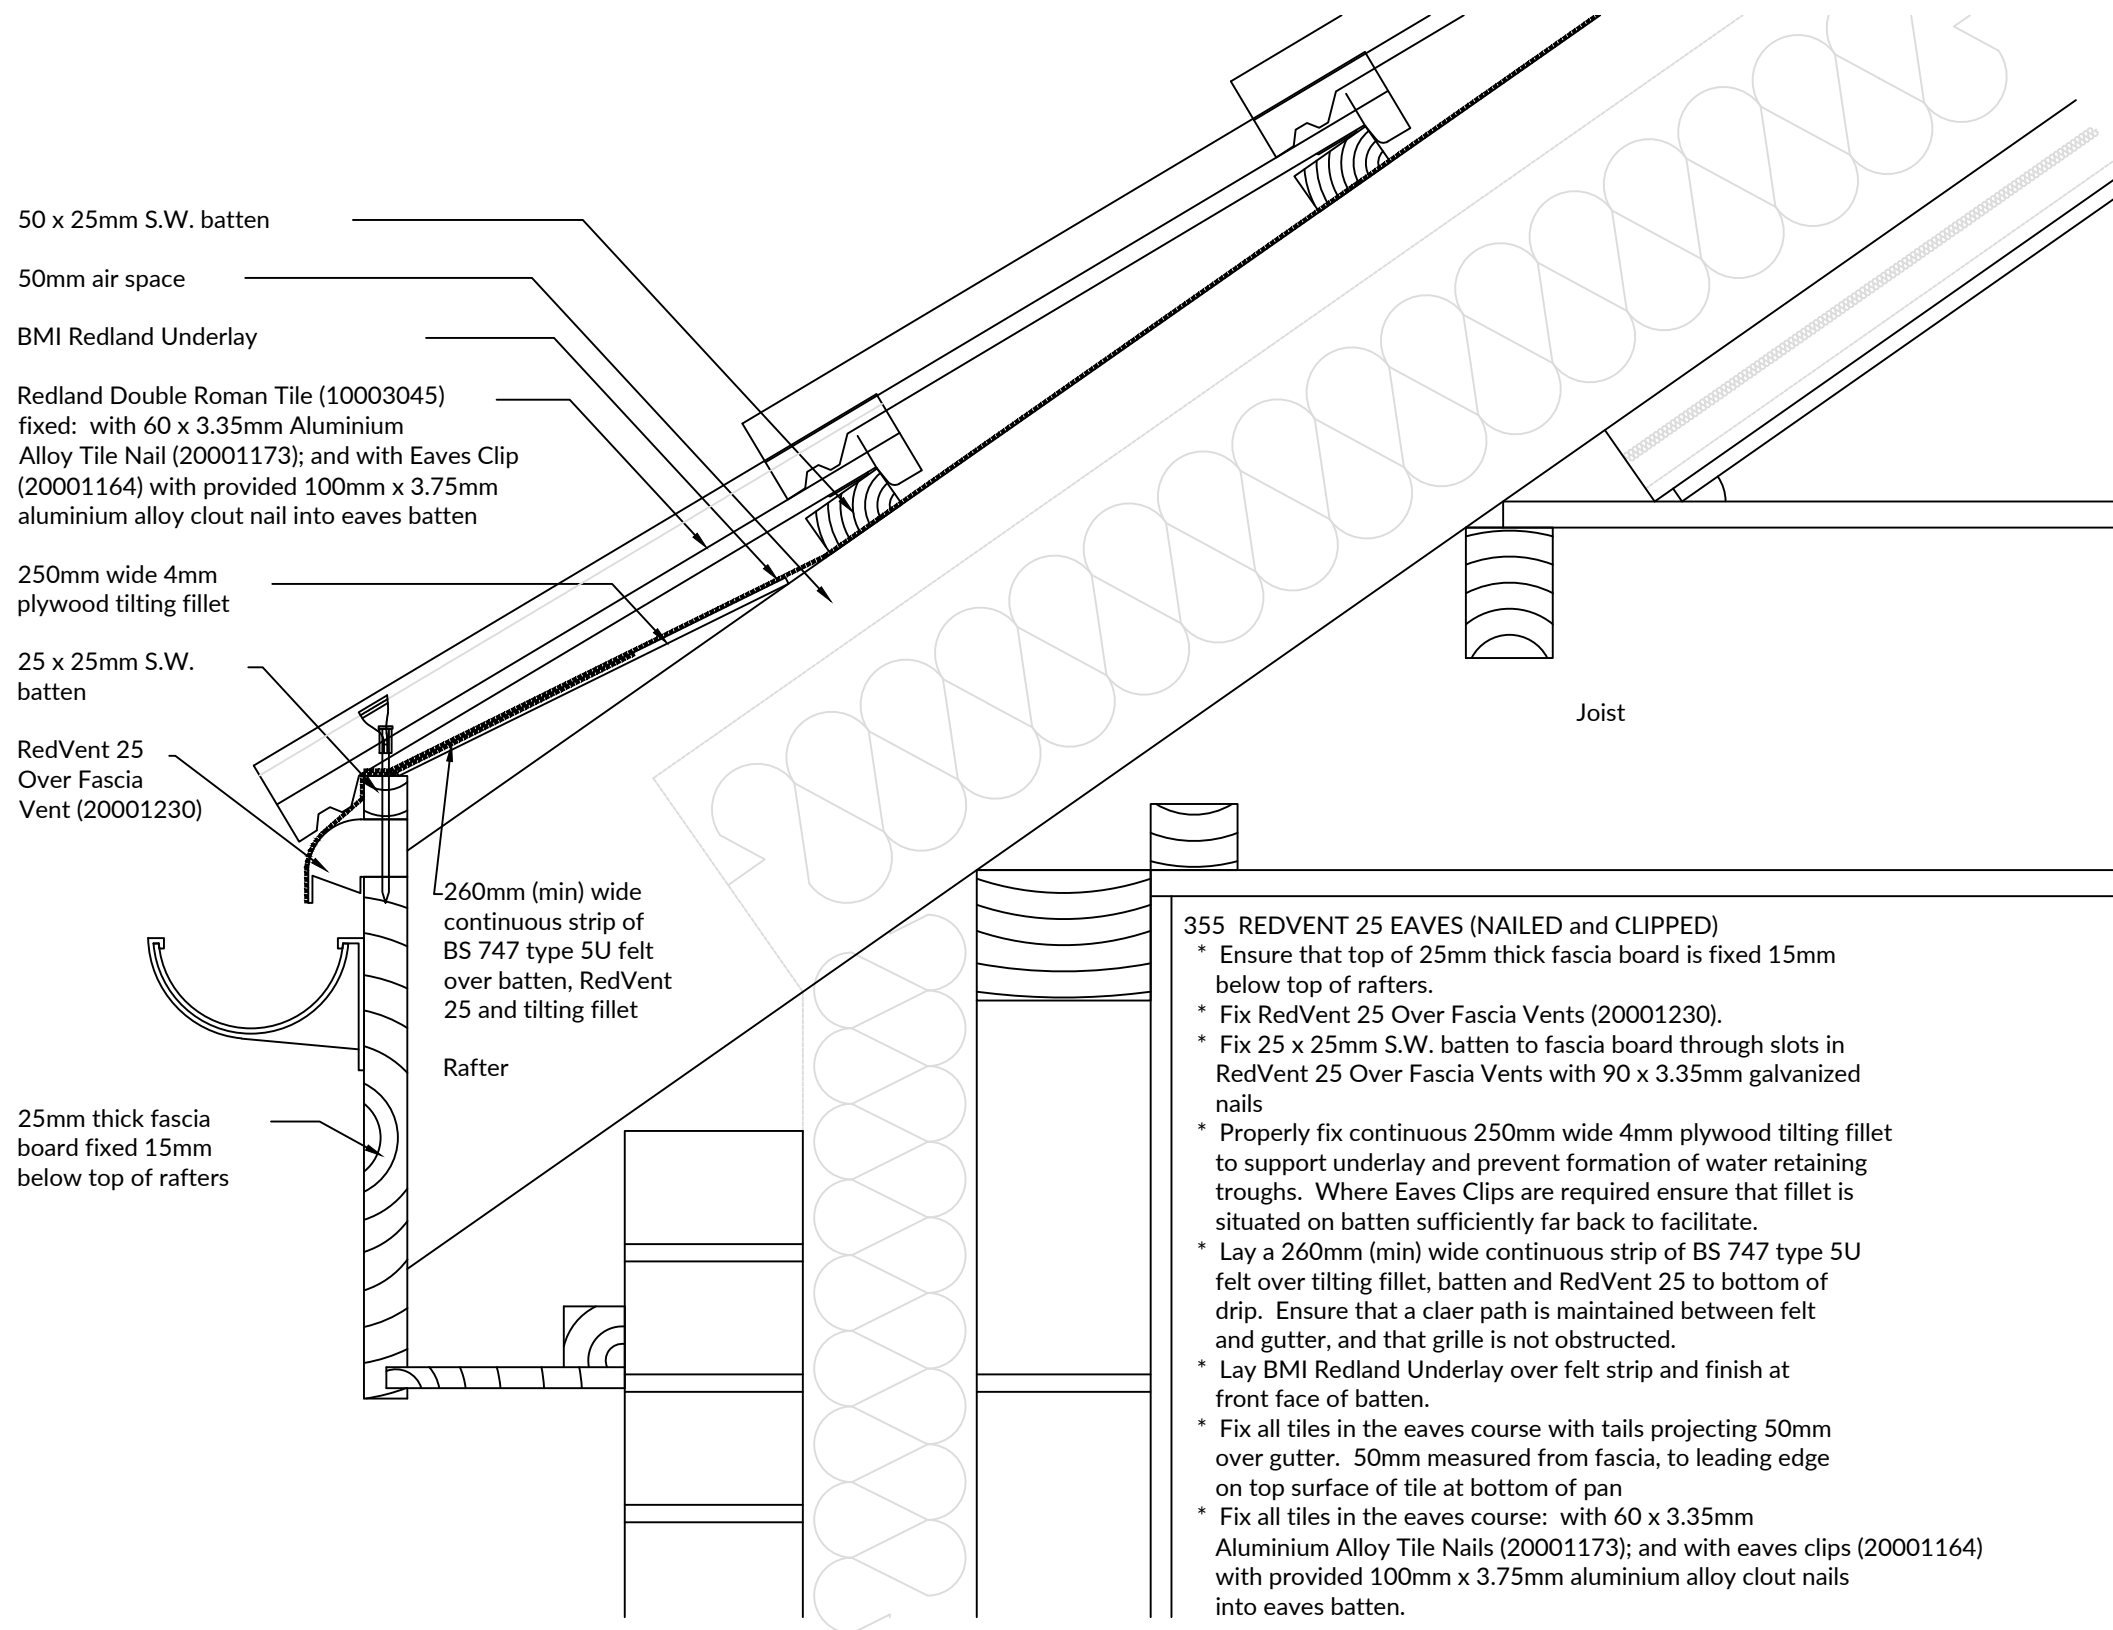 50 x 25mm S.W. batten
50mm air space
BMI Redland Underlay
Redland Double Roman Tile (10003045)
fixed:  with 60 x 3.35mm Aluminium
Alloy Tile Nail (20001173); and with Eaves Clip
(20001164) with provided 100mm x 3.75mm
aluminium alloy clout nail into eaves batten
250mm wide 4mm
plywood tilting fillet
25 x 25mm S.W.
batten
RedVent 25
Over Fascia
Vent (20001230)
25mm thick fascia
board fixed 15mm
below top of rafters
260mm (min) wide
continuous strip of
BS 747 type 5U felt
over batten, RedVent
25 and tilting fillet
Rafter
Joist
355  REDVENT 25 EAVES (NAILED and CLIPPED)
*  Ensure that top of 25mm thick fascia board is fixed 15mm
below top of rafters.
*  Fix RedVent 25 Over Fascia Vents (20001230).
*  Fix 25 x 25mm S.W. batten to fascia board through slots in
RedVent 25 Over Fascia Vents with 90 x 3.35mm galvanized
nails
*  Properly fix continuous 250mm wide 4mm plywood tilting fillet
to support underlay and prevent formation of water retaining
troughs.  Where Eaves Clips are required ensure that fillet is
situated on batten sufficiently far back to facilitate.
*  Lay a 260mm (min) wide continuous strip of BS 747 type 5U
felt over tilting fillet, batten and RedVent 25 to bottom of
drip.  Ensure that a claer path is maintained between felt
and gutter, and that grille is not obstructed.
*  Lay BMI Redland Underlay over felt strip and finish at
front face of batten.
*  Fix all tiles in the eaves course with tails projecting 50mm
over gutter.  50mm measured from fascia, to leading edge
on top surface of tile at bottom of pan
*  Fix all tiles in the eaves course:  with 60 x 3.35mm
Aluminium Alloy Tile Nails (20001173); and with eaves clips (20001164)
with provided 100mm x 3.75mm aluminium alloy clout nails
into eaves batten.